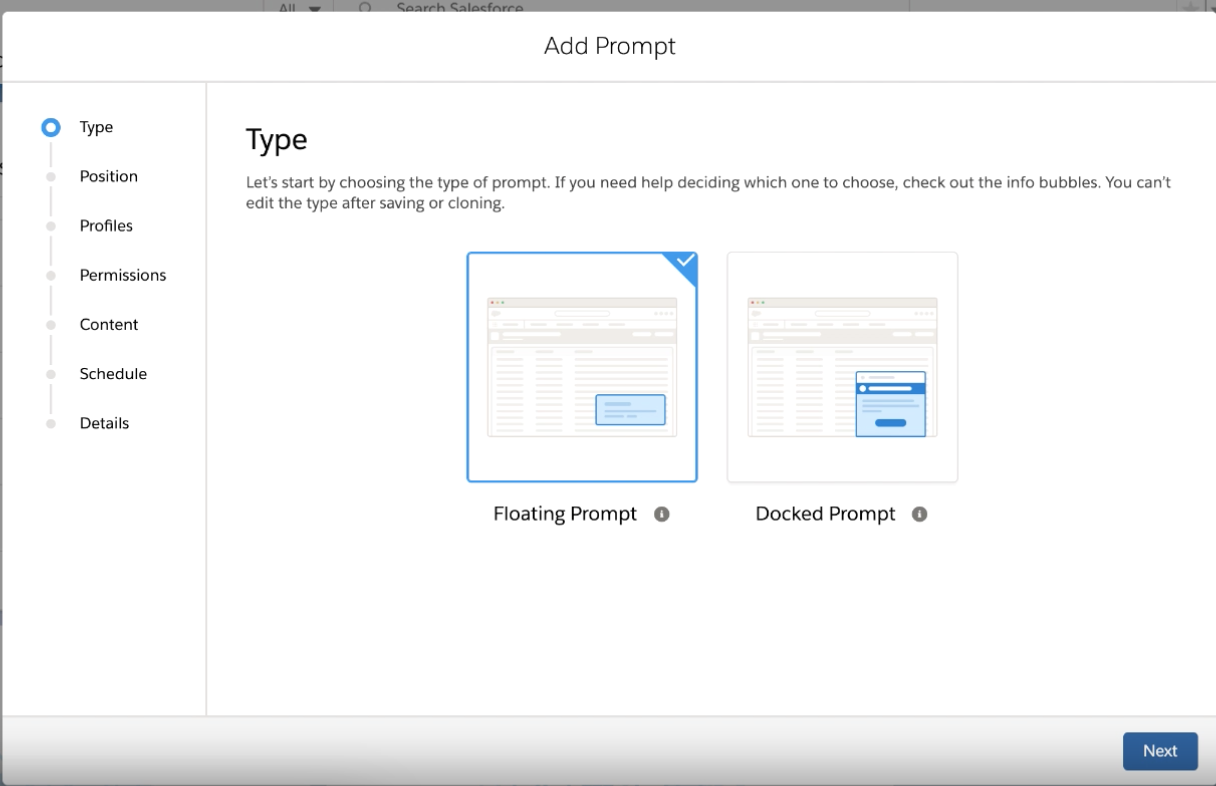 All Search Salesforce
Add Prompt
Type
Position
Profiles
Permissions
Content
Schedule
Details
Type
Let's start by choosing the type of prompt. If you need help deciding which one to choose, check out the info bubbles. You can't
edit the type after saving or cloning.
Floating Prompt
Docked Prompt
Next